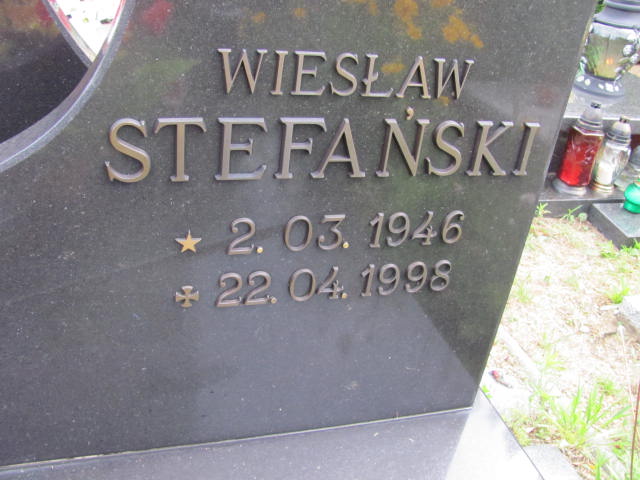 WIESŁAW
STEFAŃSKI
2. 03. 1946
22. 04. 1998